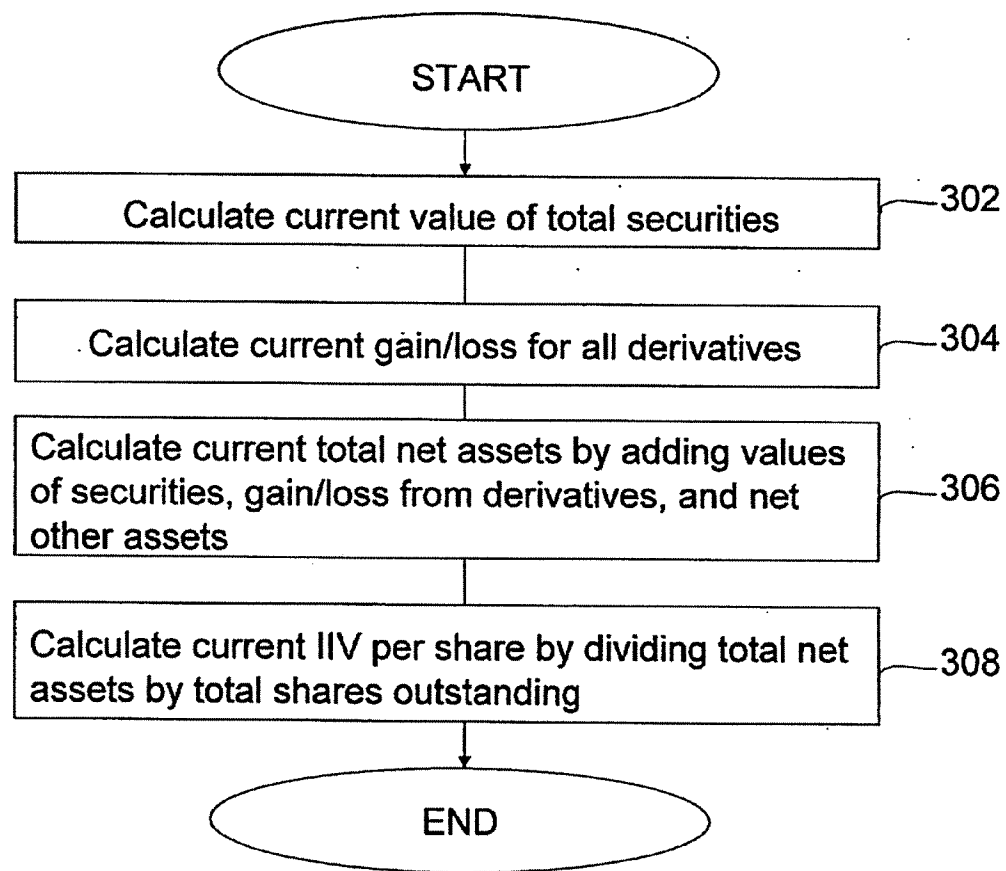 START
Calculate current value of total securities
302
Calculate current gain/loss for all derivatives
304
Calculate current total net assets by adding values
of securities, gain/loss from derivatives, and net
other assets
306
Calculate current IIV per share by dividing total net
assets by total shares outstanding
308
END